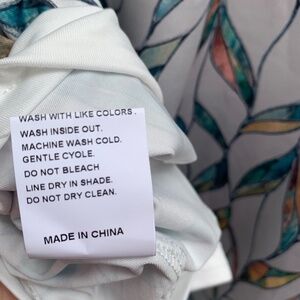 WASH WITH LIKE COLORS.
WASH INSIDE OUT.
MACHINE WASH COLD.
GENTLE CYOLE.
DO NOT BLEACH
LINE DRY IN SHADE.
DO NOT DRY CLEAN.
MADE IN CHINA